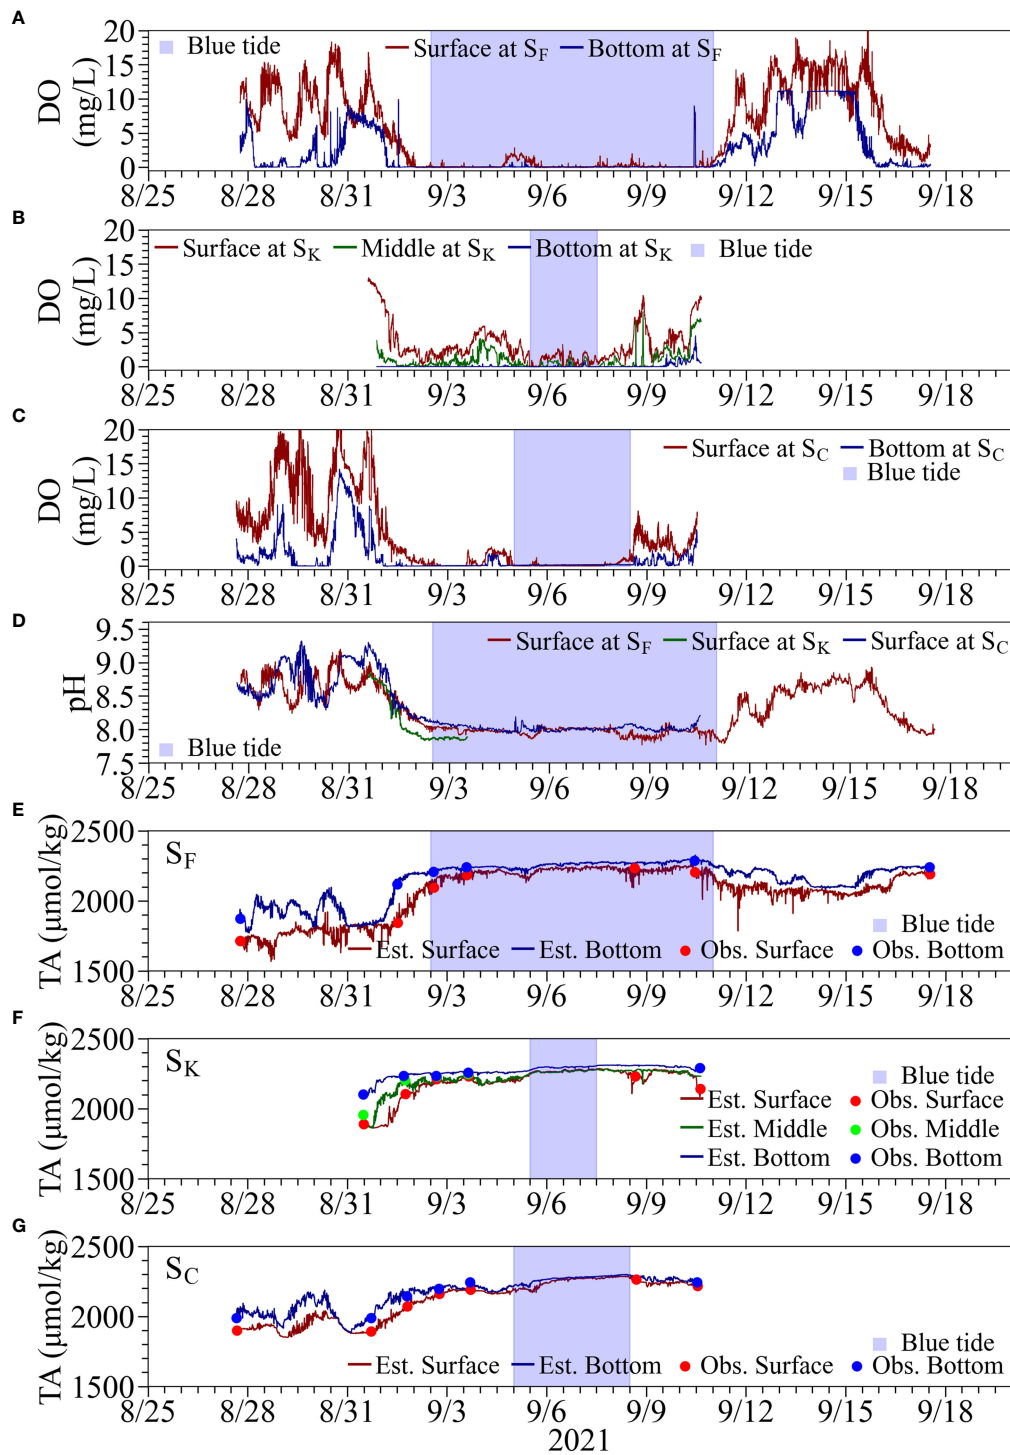 A
DO
(mg/L)
20
15
10
5
0
Blue tide
Surface at SF
Bottom at SF
8/25 8/28 8/31 9/3 9/6 9/9 9/12 9/15 9/18
B
DO
(mg/L)
20
15
10
5
0
Surface at SK
Middle at SK
Bottom at SK
Blue tide
8/25 8/28 8/31 9/3 9/6 9/9 9/12 9/15 9/18
C
DO
(mg/L)
20
15
10
5
0
Surface at SC
Bottom at SC
Blue tide
8/25 8/28 8/31 9/3 9/6 9/9 9/12 9/15 9/18
D
pH
9.5
9.0
8.5
8.0
7.5
Surface at SF
Surface at SK
Surface at SC
Blue tide
8/25 8/28 8/31 9/3 9/6 9/9 9/12 9/15 9/18
E
TA (μmol/kg)
2500
2000
1500
SF
Blue tide
Est. Surface
Est. Bottom
Obs. Surface
Obs. Bottom
8/25 8/28 8/31 9/3 9/6 9/9 9/12 9/15 9/18
F
TA (μmol/kg)
2500
2000
1500
SK
Blue tide
Est. Surface
Obs. Surface
Est. Middle
Obs. Middle
Est. Bottom
Obs. Bottom
8/25 8/28 8/31 9/3 9/6 9/9 9/12 9/15 9/18
G
TA (μmol/kg)
2500
2000
1500
SC
Blue tide
Est. Surface
Est. Bottom
Obs. Surface
Obs. Bottom
8/25 8/28 8/31 9/3 9/6 9/9 9/12 9/15 9/18
2021